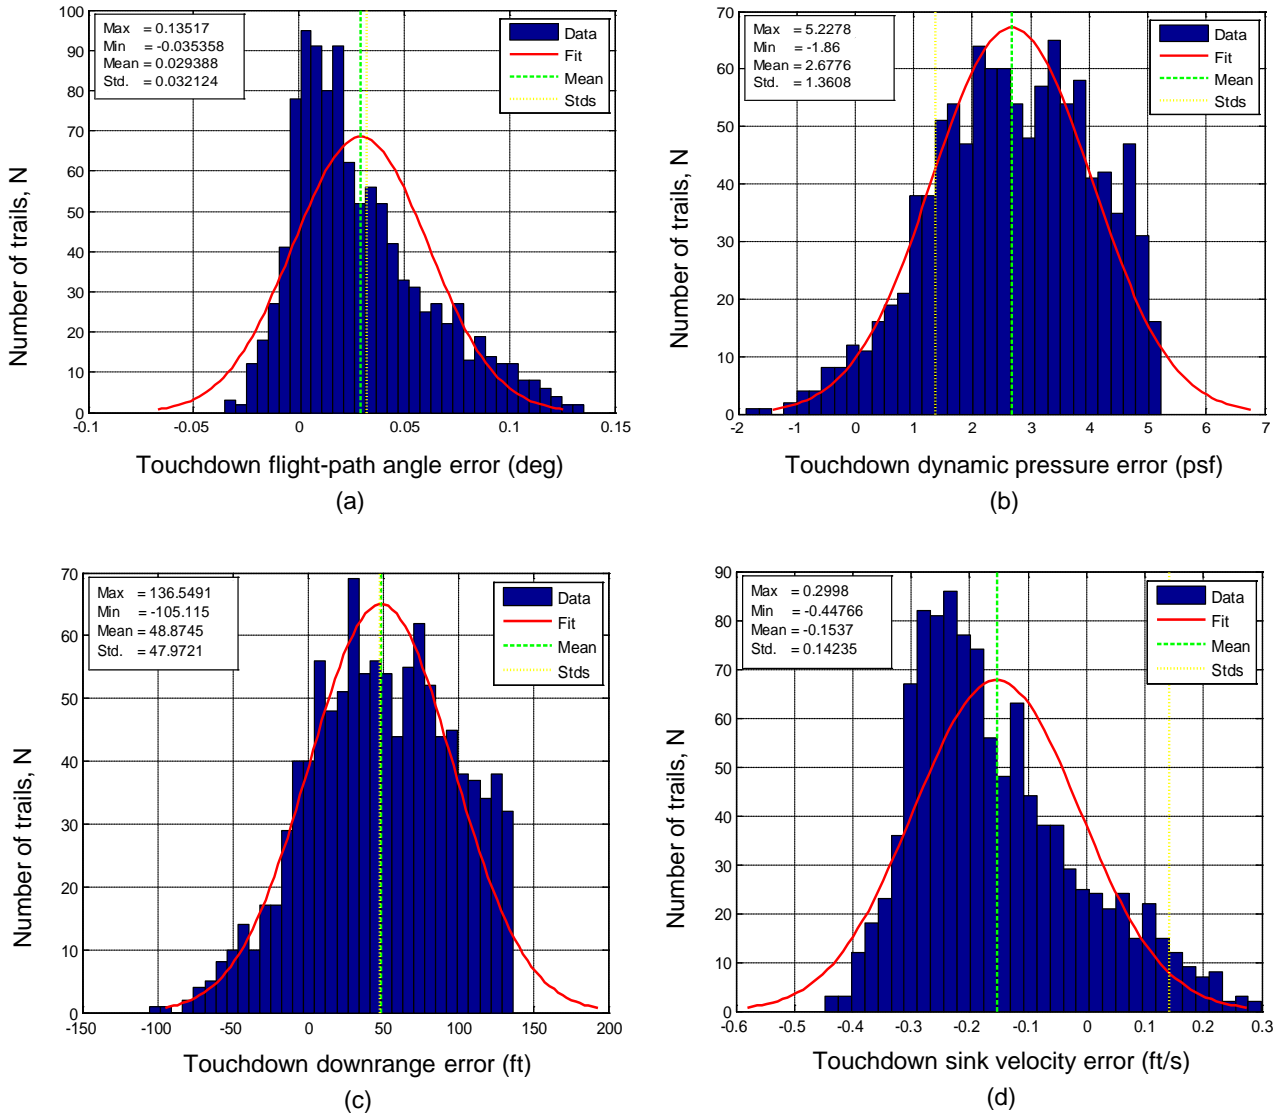 100
90
80
70
60
50
40
30
20
10
0
-0.1
-0.05
0
0.05
0.1
0.15
Max = 0.13517
Min = -0.035358
Mean = 0.029388
Std. = 0.032124
Data
Fit
Mean
Stds
Number of trails, N
Touchdown flight-path angle error (deg)
(a)
70
60
50
40
30
20
10
0
-2
-1
0
1
2
3
4
5
6
7
Max = 5.2278
Min = -1.86
Mean = 2.6776
Std. = 1.3608
Data
Fit
Mean
Stds
Number of trails, N
Touchdown dynamic pressure error (psf)
(b)
70
60
50
40
30
20
10
0
-150
-100
-50
0
50
100
150
200
Max = 136.5491
Min = -105.115
Mean = 48.8745
Std. = 47.9721
Data
Fit
Mean
Stds
Number of trails, N
Touchdown downrange error (ft)
(c)
90
80
70
60
50
40
30
20
10
0
-0.6
-0.5
-0.4
-0.3
-0.2
-0.1
0
0.1
0.2
0.3
Max = 0.2998
Min = -0.44766
Mean = -0.1537
Std. = 0.14235
Data
Fit
Mean
Stds
Number of trails, N
Touchdown sink velocity error (ft/s)
(d)